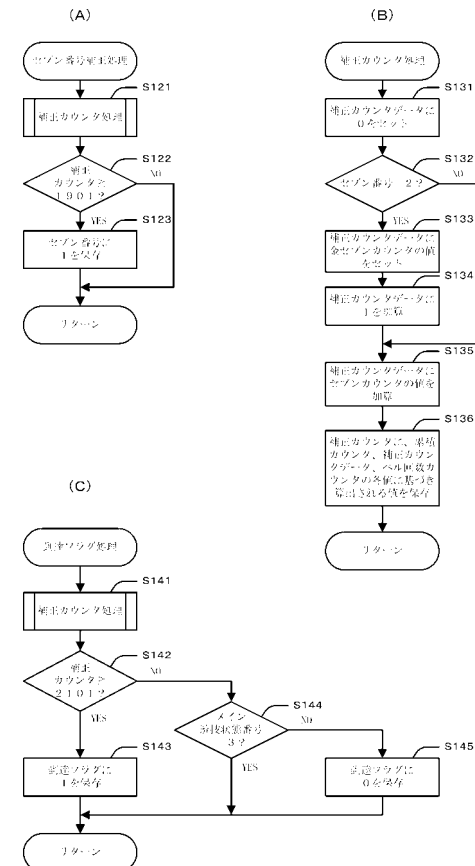 (A)
セブン番号補正処理
S121
補正カウンタ処理
S122
補正
カウンタ≧
1901?
NO
YES
S123
セブン番号に
1を保存
リターン
(B)
補正カウンタ処理
S131
補正カウンタデータに
0をセット
S132
セブン番号 2?
NO
YES
S133
補正カウンタデータに
金セブンカウンタの値
をセット
S134
補正カウンタデータに
1を加算
S135
補正カウンタデータに
セブンカウンタの値を
加算
S136
補正カウンタに、累積
カウンタ、補正カウン
タデータ、ベル回数カ
ウンタの各値に基づき
算出される値を保存
リターン
(C)
到達フラグ処理
S141
補正カウンタ処理
S142
補正
カウンタ≧
2101?
NO
YES
S143
到達フラグに
1を保存
S144
メイン
遊技状態番号
3?
NO
YES
S145
到達フラグに
0を保存
リターン